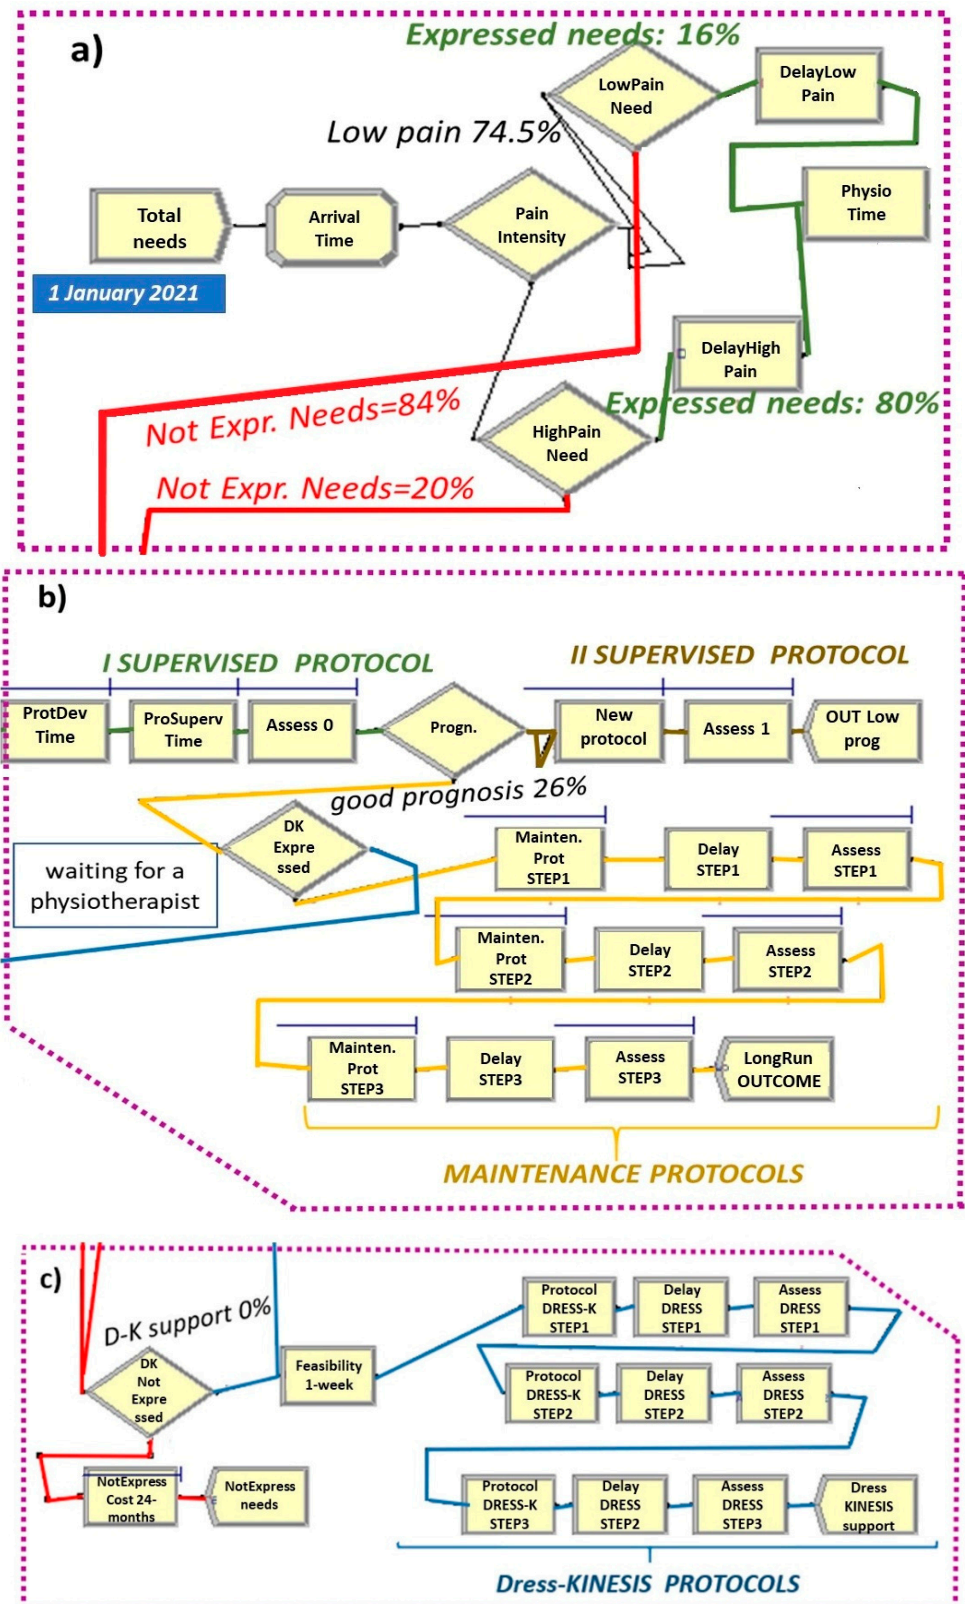 a)
Expressed needs: 16%
LowPain
Need
DelayLow
Pain
Low pain 74.5%
Total
needs
Arrival
Time
Pain
Intensity
Physio
Time
1 January 2021
DelayHigh
Pain
Expressed needs: 80%
Not Expr. Needs=84%
HighPain
Need
Not Expr. Needs=20%
b)
I SUPERVISED PROTOCOL
II SUPERVISED PROTOCOL
ProtDev
Time
ProSuperv
Time
Assess 0
Progn.
New
protocol
Assess 1
OUT Low
prog
good prognosis 26%
DK
Expre
ssed
waiting for a
physiotherapist
Mainten.
Prot
STEP1
Delay
STEP1
Assess
STEP1
Mainten.
Prot
STEP2
Delay
STEP2
Assess
STEP2
Mainten.
Prot
STEP3
Delay
STEP3
Assess
STEP3
LongRun
OUTCOME
MAINTENANCE PROTOCOLS
c)
D-K support 0%
DK
Not
Expre
ssed
Feasibility
1-week
Protocol
DRESS-K
STEP1
Delay
DRESS
STEP1
Assess
DRESS
STEP1
Protocol
DRESS-K
STEP2
Delay
DRESS
STEP2
Assess
DRESS
STEP2
NotExpress
Cost 24-
months
NotExpress
needs
Protocol
DRESS-K
STEP3
Delay
DRESS
STEP2
Assess
DRESS
STEP3
Dress
KINESIS
support
Dress-KINESIS PROTOCOLS